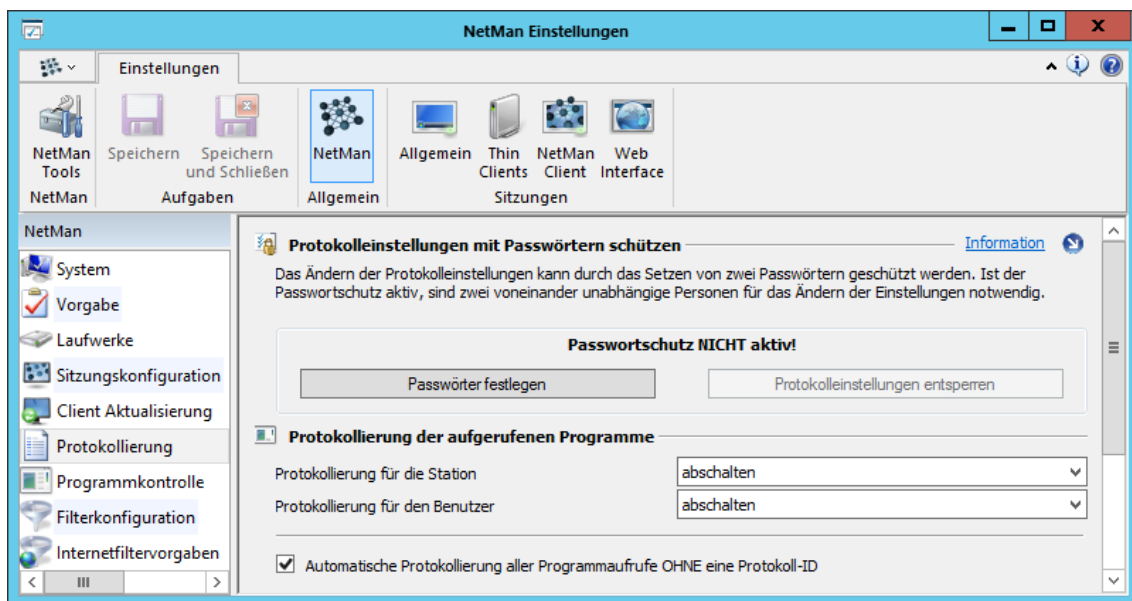 NetMan Einstellungen
Einstellungen
NetMan Tools
Speichern
Speichern und Schließen
NetMan
Allgemein
Thin Clients
NetMan Client
Web Interface
NetMan
Aufgaben
Allgemein
Sitzungen
NetMan
System
Vorgabe
Laufwerke
Sitzungskonfiguration
Client Aktualisierung
Protokollierung
Programmkontrolle
Filterkonfiguration
Internetfiltervorgaben
Protokolleinstellungen mit Passwörtern schützen
Information
Das Ändern der Protokolleinstellungen kann durch das Setzen von zwei Passwörtern geschützt werden. Ist der
Passwortschutz aktiv, sind zwei voneinander unabhängige Personen für das Ändern der Einstellungen notwendig.
Passwortschutz NICHT aktiv!
Passwörter festlegen
Protokolleinstellungen entsperren
Protokollierung der aufgerufenen Programme
Protokollierung für die Station
abschalten
Protokollierung für den Benutzer
abschalten
Automatische Protokollierung aller Programmaufrufe OHNE eine Protokoll-ID